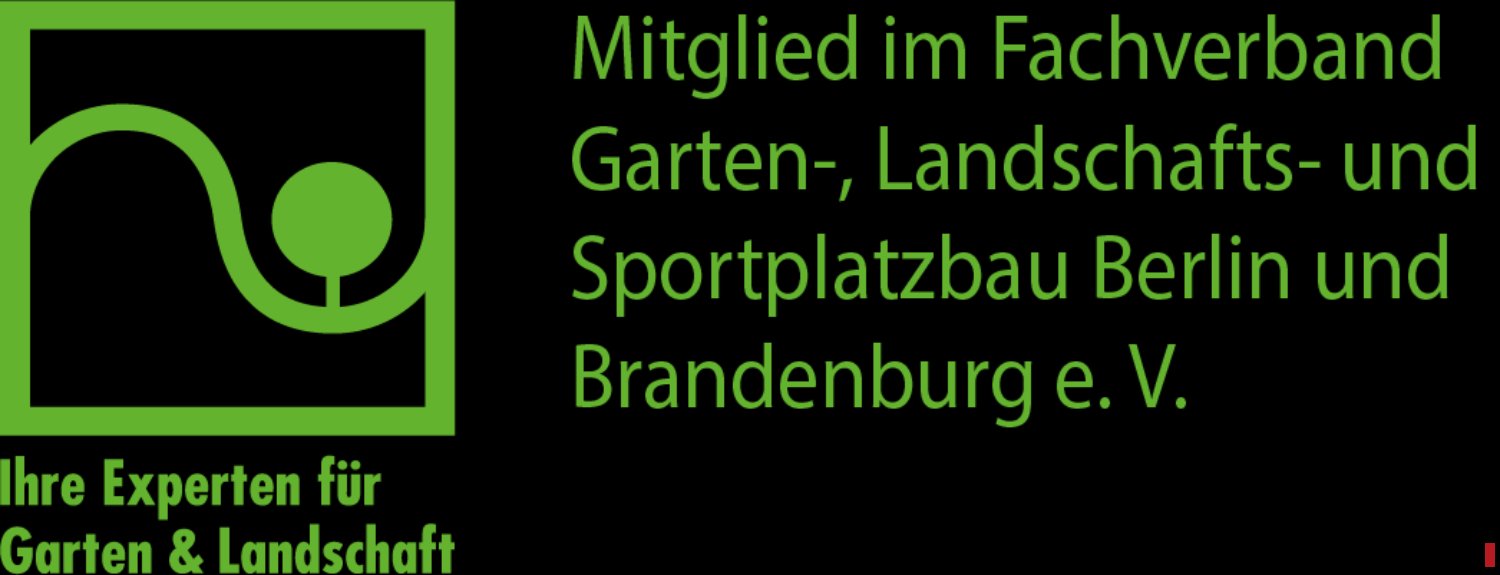 Mitglied im Fachverband
Garten-, Landschafts- und
Sportplatzbau Berlin und
Brandenburg e. V.
Ihre Experten für
Garten & Landschaft